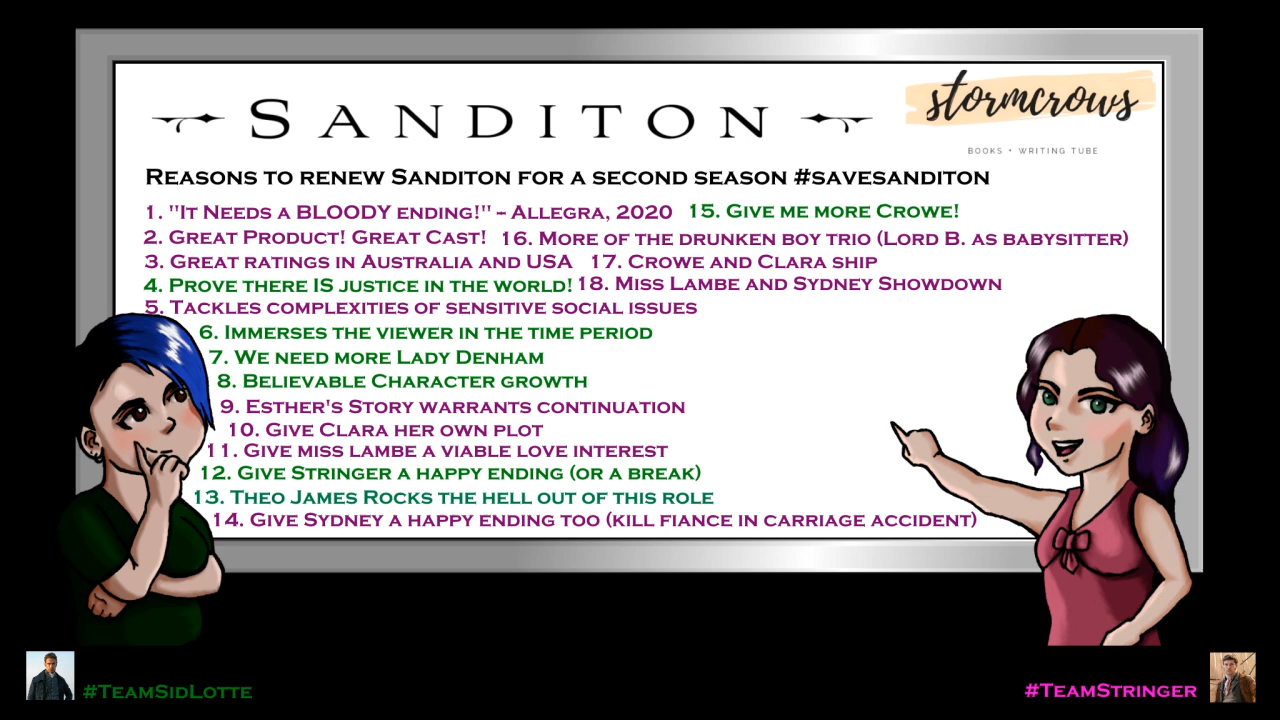 SANDITON
stormcrows
BOOKS • WRITING TUBE
REASONS TO RENEW SANDITON FOR A SECOND SEASON #SAVESANDITON
1. "IT NEEDS A BLOODY ENDING!" - ALLEGRA, 2020
2. GREAT PRODUCT! GREAT CAST!
3. GREAT RATINGS IN AUSTRALIA AND USA
4. PROVE THERE IS JUSTICE IN THE WORLD!
5. TACKLES COMPLEXITIES OF SENSITIVE SOCIAL ISSUES
6. IMMERSES THE VIEWER IN THE TIME PERIOD
7. WE NEED MORE LADY DENHAM
8. BELIEVABLE CHARACTER GROWTH
9. ESTHER'S STORY WARRANTS CONTINUATION
10. GIVE CLARA HER OWN PLOT
11. GIVE MISS LAMBE A VIABLE LOVE INTEREST
12. GIVE STRINGER A HAPPY ENDING (OR A BREAK)
13. THEO JAMES ROCKS THE HELL OUT OF THIS ROLE
14. GIVE SYDNEY A HAPPY ENDING TOO (KILL FIANCE IN CARRIAGE ACCIDENT)
15. GIVE ME MORE CROWE!
16. MORE OF THE DRUNKEN BOY TRIO (LORD B. AS BABYSITTER)
17. CROWE AND CLARA SHIP
18. MISS LAMBE AND SYDNEY SHOWDOWN
#TEAMSIDLOTTE
#TEAMSTRINGER